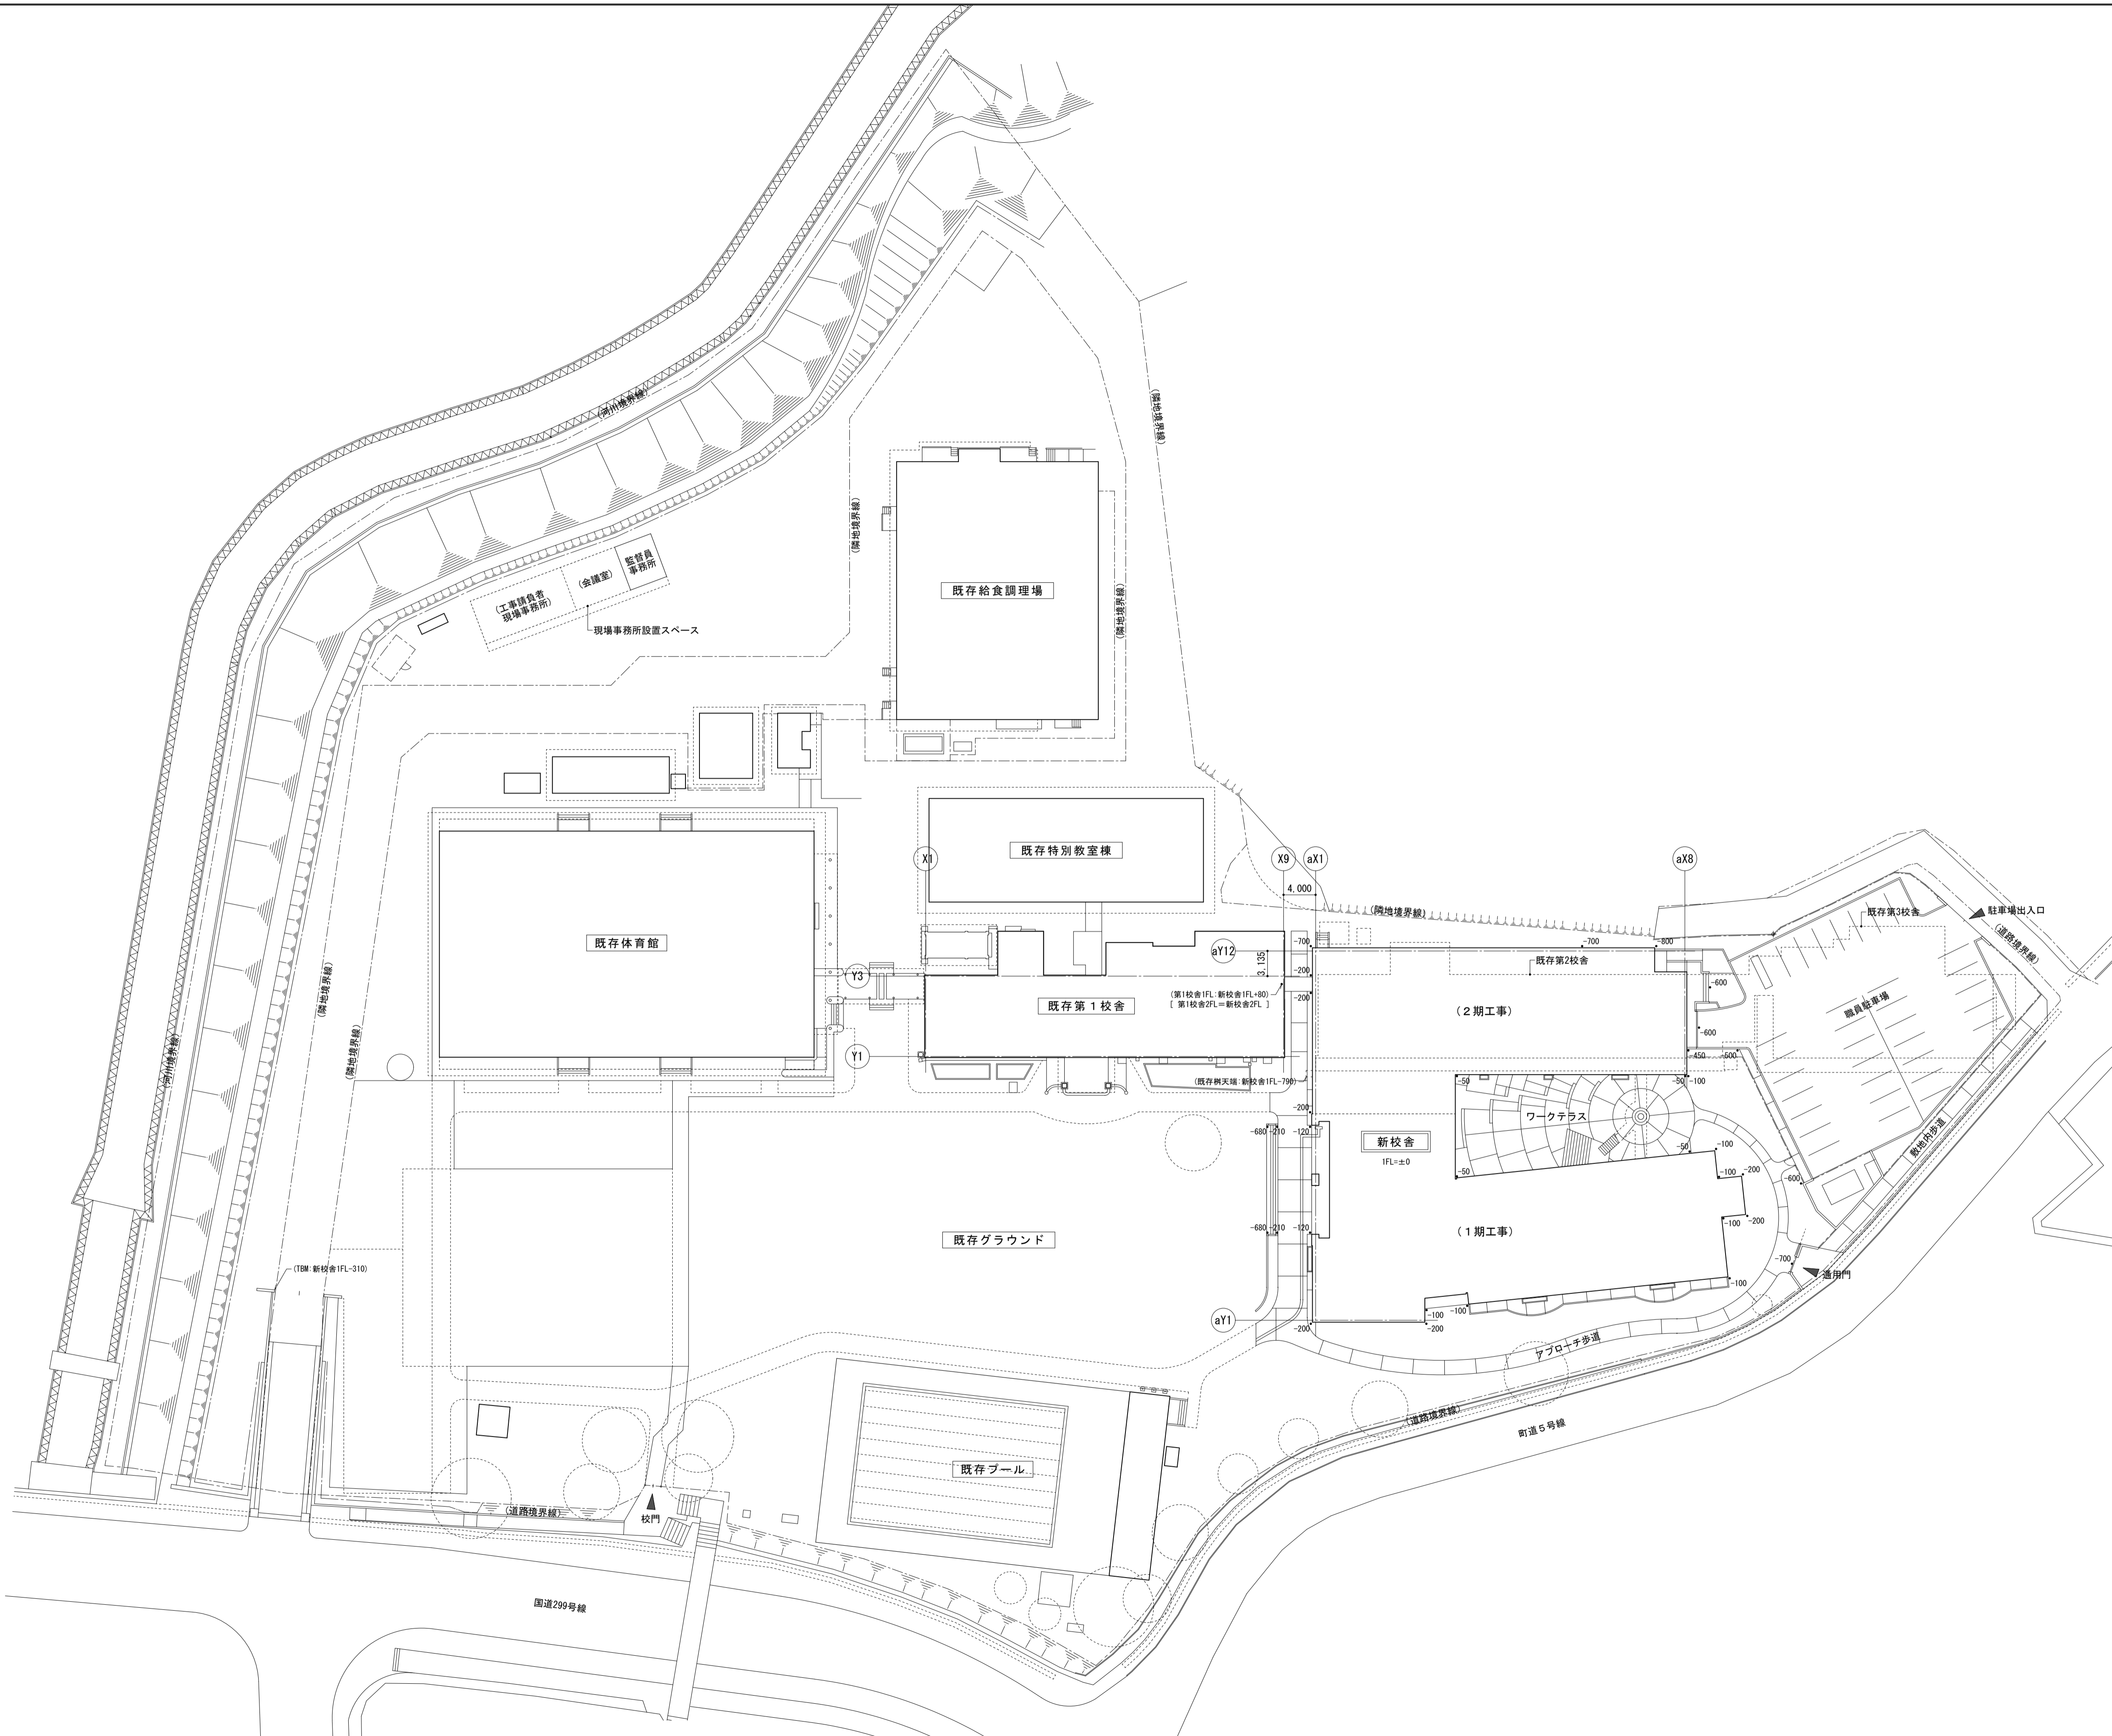 (河川境界線)
(隣地境界線)
(隣地境界線)
監督員
事務所
(会議室)
(工事請負者
現場事務所)
現場事務所設置スペース
既存給食調理場
(隣地境界線)
既存特別教室棟
X1
X9
aX1
aX8
4,000
(隣地境界線)
既存第3校舎
駐車場出入口
(道路境界線)
既存体育館
-700
-700
-800
aY12
3,135
既存第2校舎
Y3
-200
-600
(第1校舎1FL:新校舎1FL+80)
[ 第1校舎2FL=新校舎2FL ]
-200
既存第1校舎
(2期工事)
職員駐車場
-600
(隣地境界線)
(隣地境界線)
(河川境界線)
Y1
-450
-500
(既存桝天端:新校舎1FL-790)
-50
-50
-100
-200
ワークテラス
-680
-210
-120
新校舎
1FL=±0
-50
-100
敷地内歩道
-50
-100
-200
-600
-680
-210
-120
(1期工事)
-100
-200
既存グラウンド
-700
通用門
(TBM:新校舎1FL-310)
-100
aY1
-100
-100
-200
-200
アプローチ歩道
(道路境界線)
町道5号線
既存プール
(道路境界線)
校門
国道299号線